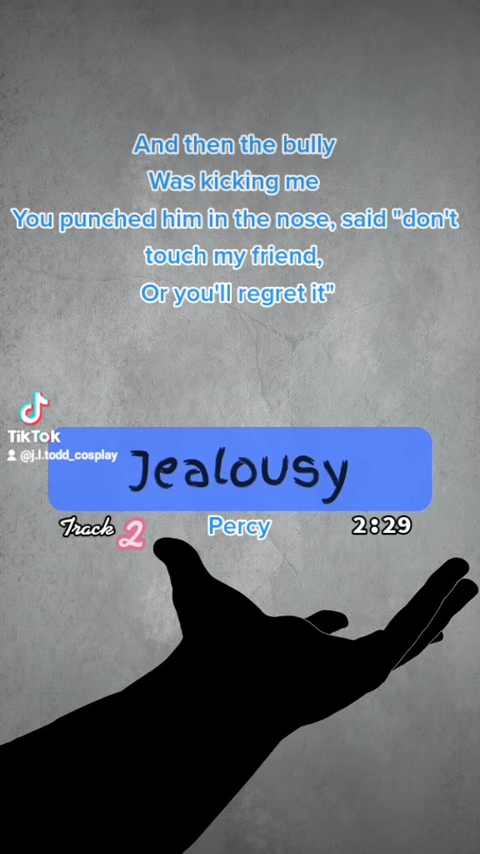 And then the bully
Was kicking me
You punched him in the nose, said "don't
touch my friend,
Or you'll regret it"
TikTok
@j.l.todd_cosplay
Jealousy
Track 2
Percy
2:29